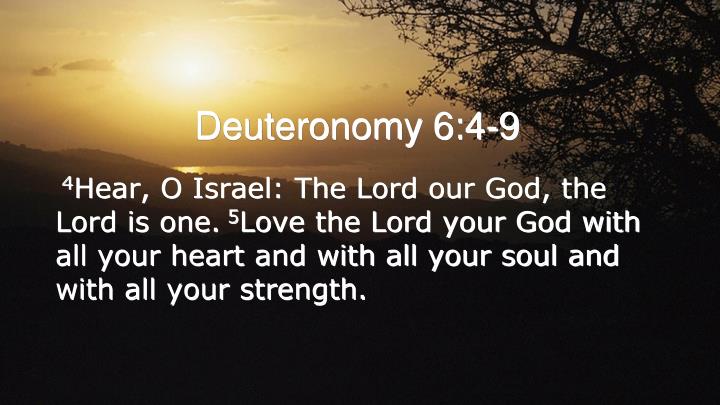 Deuteronomy 6:4-9
⁴Hear, O Israel: The Lord our God, the
Lord is one. ⁵Love the Lord your God with
all your heart and with all your soul and
with all your strength.